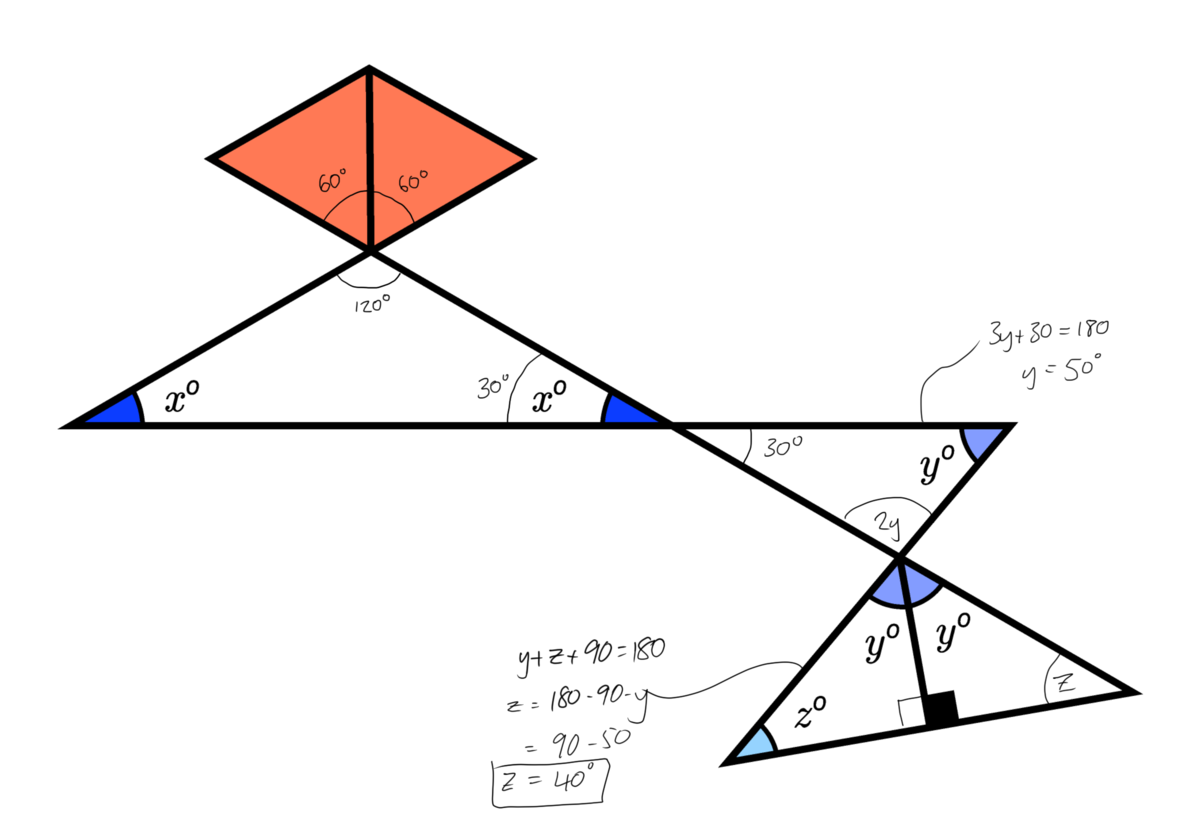 60° 60°
120°
3y+30=180
y=50°
x° 30° x°
30° y°
2y
y° y°
y+z+90=180
z = 180-90-y
= 90-50
z = 40°
z° z